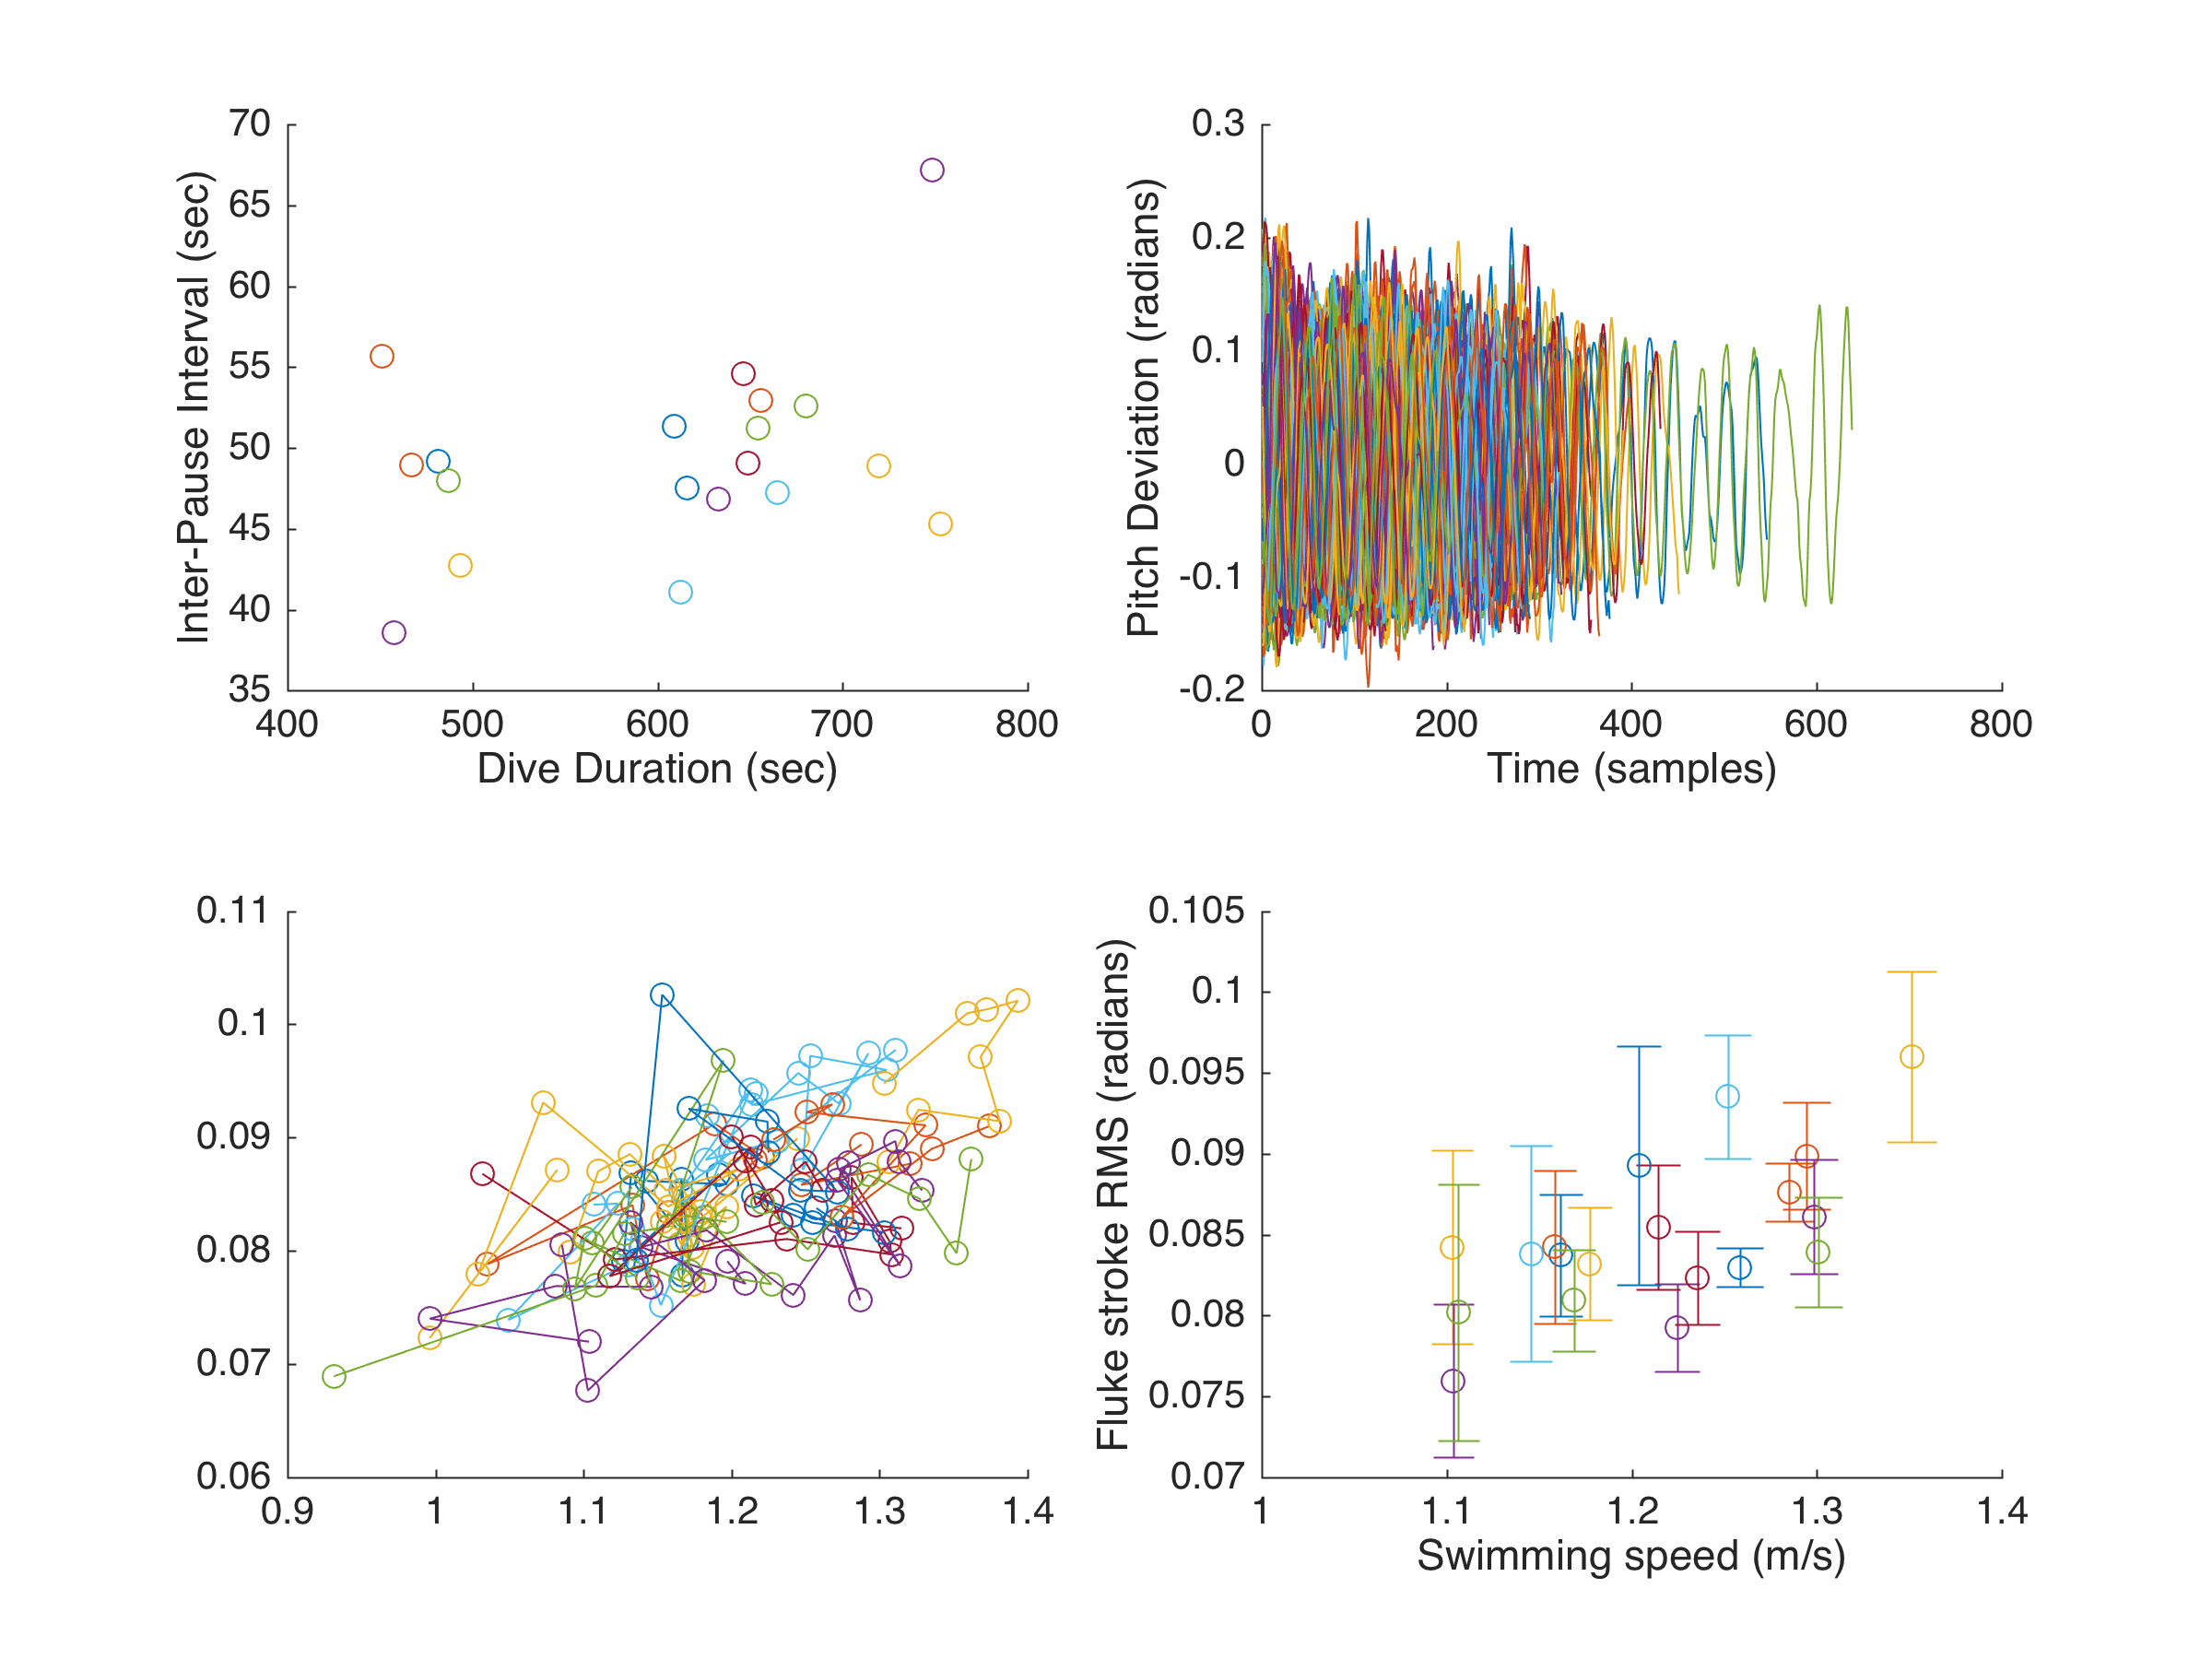 70
65
60
55
50
45
40
35
400 500 600 700 800
Inter-Pause Interval (sec)
Dive Duration (sec)
0.3
0.2
0.1
0
-0.1
-0.2
0 200 400 600 800
Pitch Deviation (radians)
Time (samples)
0.11
0.1
0.09
0.08
0.07
0.06
0.9 1 1.1 1.2 1.3 1.4
0.105
0.1
0.095
0.09
0.085
0.08
0.075
0.07
1 1.1 1.2 1.3 1.4
Fluke stroke RMS (radians)
Swimming speed (m/s)